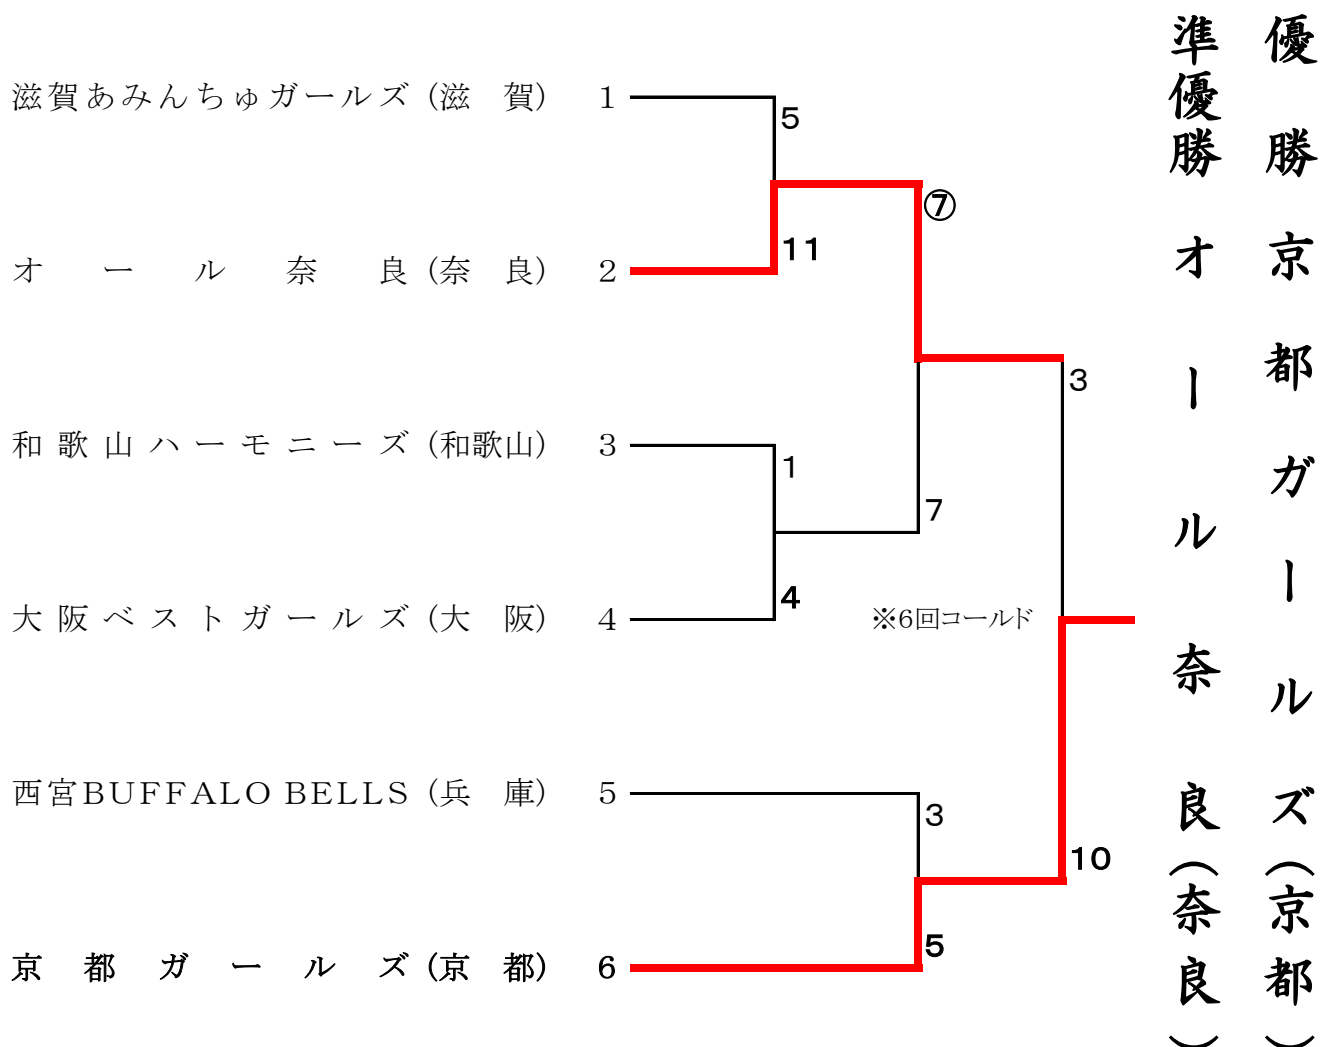 滋賀あみんちゅガールズ (滋　賀) 1
オール奈良 (奈　良) 2
和歌山ハーモニーズ (和歌山) 3
大阪ベストガールズ (大　阪) 4
西宮BUFFALO BELLS (兵　庫) 5
京都ガールズ (京　都) 6
5
11
1
4
⑦
7
3
5
3
10
※6回コールド
優　勝 京都ガールズ(京都)
準優勝 オール奈良(奈良)